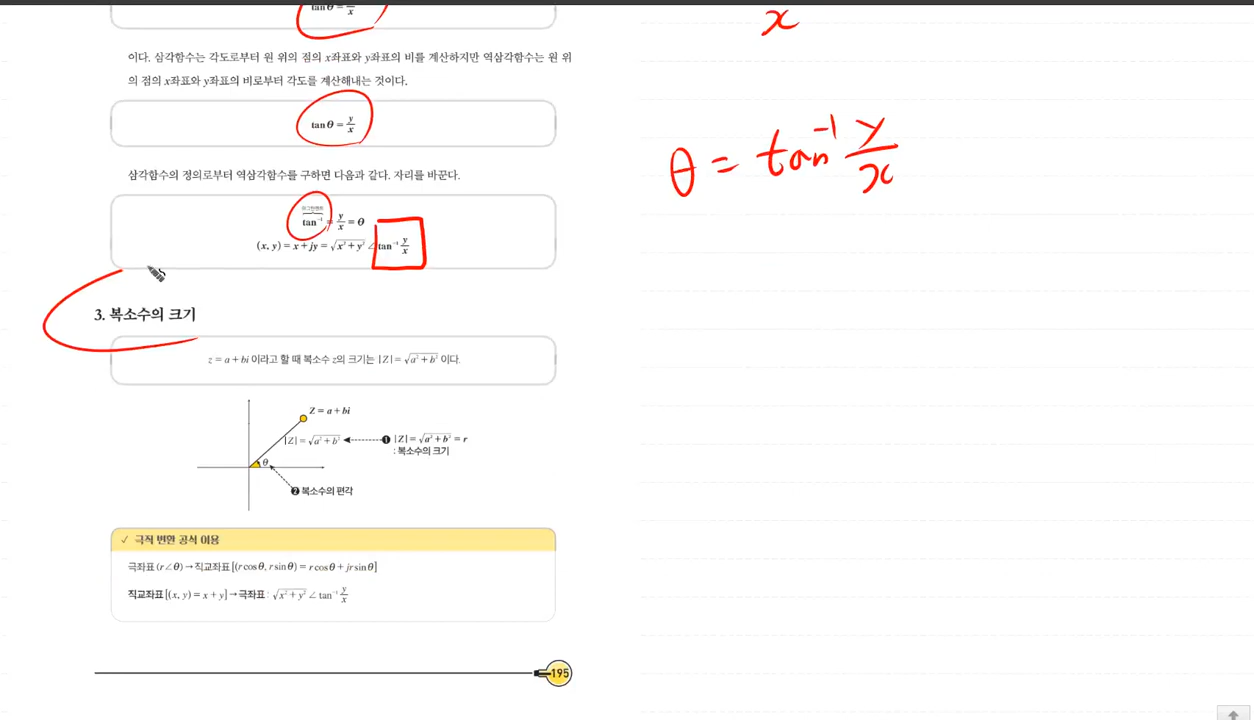 tan θ = y/x
x
이다. 삼각함수는 각도로부터 원 위의 점의 x좌표와 y좌표의 비를 계산하지만 역삼각함수는 원 위
의 점의 x좌표와 y좌표의 비로부터 각도를 계산해내는 것이다.
tan θ = y/x
θ = tan⁻¹ y/x
삼각함수의 정의로부터 역삼각함수를 구하면 다음과 같다. 자리를 바꾼다.
tan⁻¹ = y/x = θ
(x, y) = x + jy = √x²+y² ∠tan⁻¹ y/x
3. 복소수의 크기
z = a + bi 이라고 할 때 복소수 z의 크기는 |Z| = √a²+b² 이다.
Z = a + bi
|Z| = √a²+b²
❶ |Z| = √a²+b² = r
: 복소수의 크기
θ
❷ 복소수의 편각
✓ 극직 변환 공식 이용
극좌표 (r∠θ) → 직교좌표 [(r cos θ, r sin θ) = r cos θ + jr sin θ]
직교좌표 [(x, y) = x + y] → 극좌표 : √x²+y² ∠ tan⁻¹ y/x
195